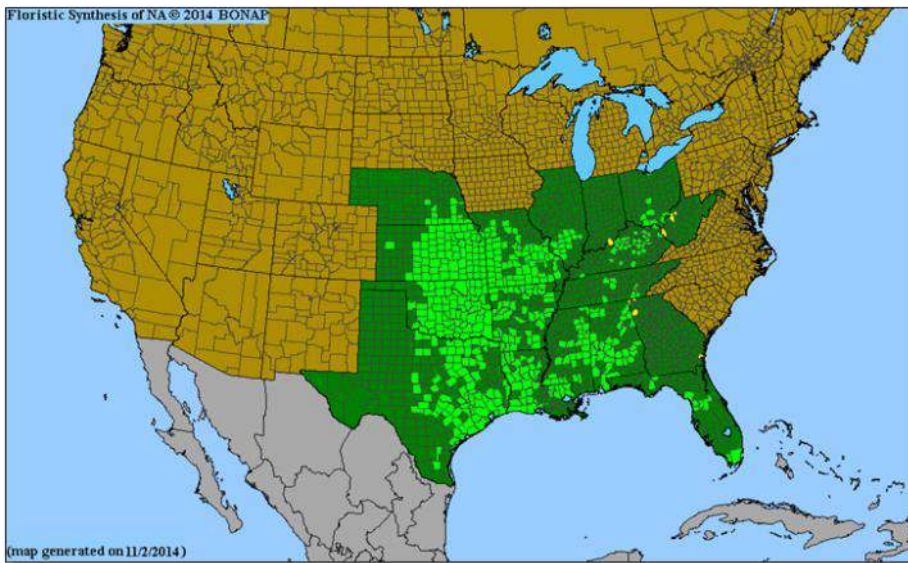 Floristic Synthesis of NA © 2014 BONAP
(map generated on 11/2/2014)